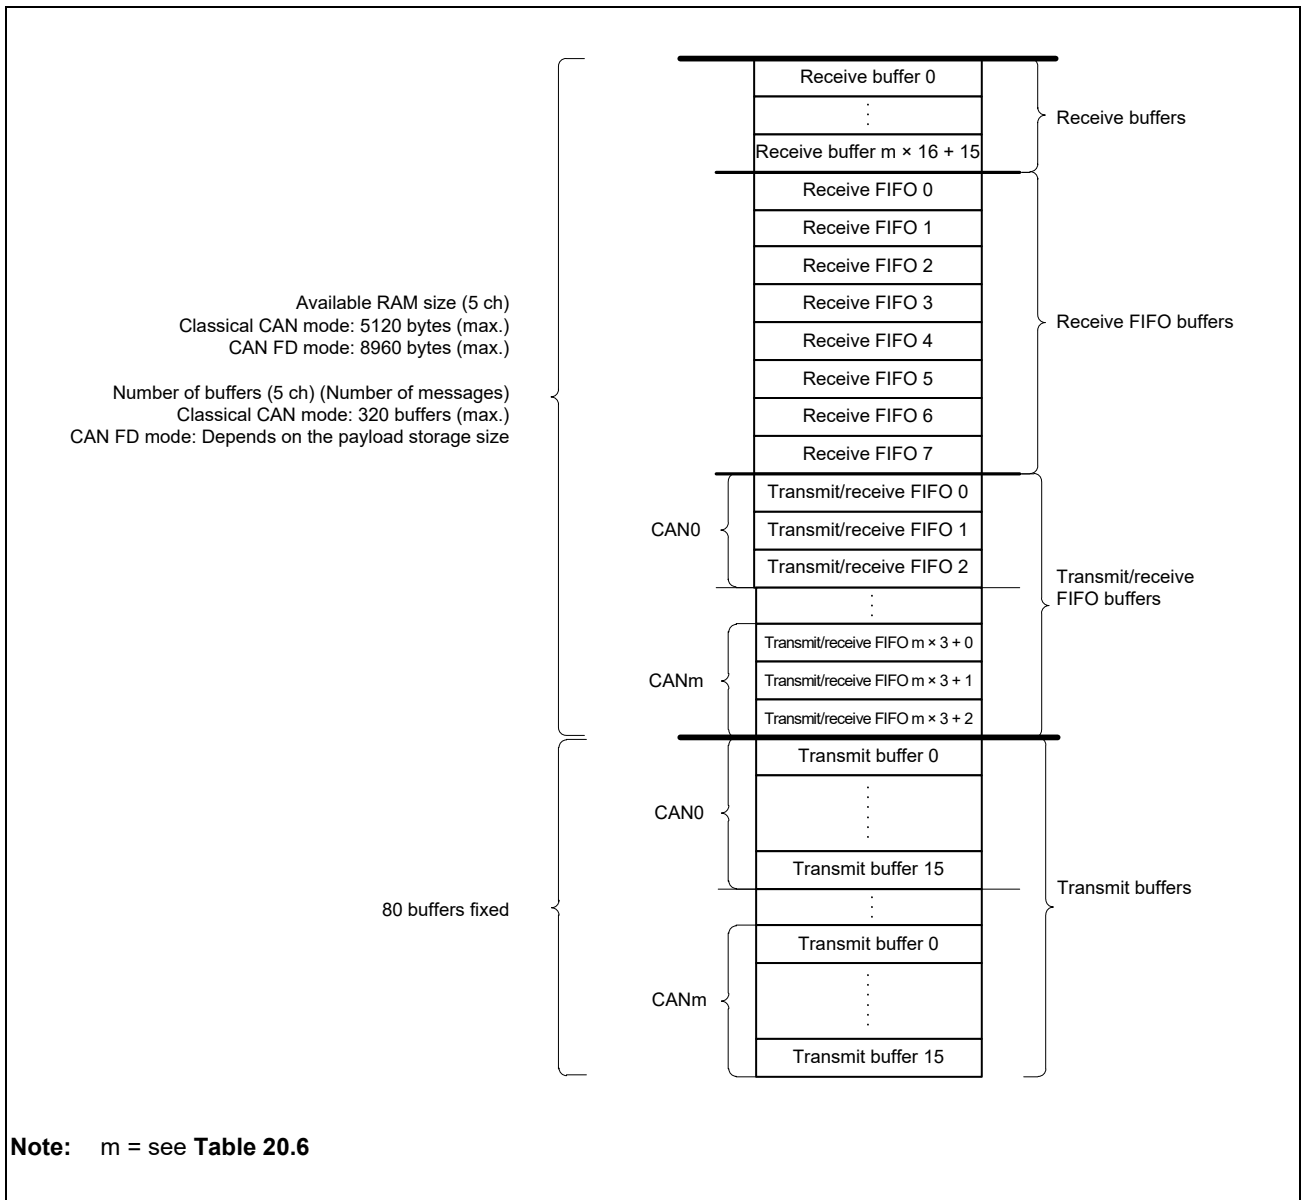 Receive buffer 0
Receive buffers
Receive buffer m × 16 + 15
Receive FIFO 0
Receive FIFO 1
Receive FIFO 2
Receive FIFO 3
Receive FIFO 4
Receive FIFO 5
Receive FIFO 6
Receive FIFO 7
Receive FIFO buffers
Available RAM size (5 ch)
Classical CAN mode: 5120 bytes (max.)
CAN FD mode: 8960 bytes (max.)
Number of buffers (5 ch) (Number of messages)
Classical CAN mode: 320 buffers (max.)
CAN FD mode: Depends on the payload storage size
CAN0
Transmit/receive FIFO 0
Transmit/receive FIFO 1
Transmit/receive FIFO 2
Transmit/receive
FIFO buffers
CANm
Transmit/receive FIFO m × 3 + 0
Transmit/receive FIFO m × 3 + 1
Transmit/receive FIFO m × 3 + 2
CAN0
Transmit buffer 0
Transmit buffer 15
Transmit buffers
80 buffers fixed
CANm
Transmit buffer 0
Transmit buffer 15
Note: m = see Table 20.6